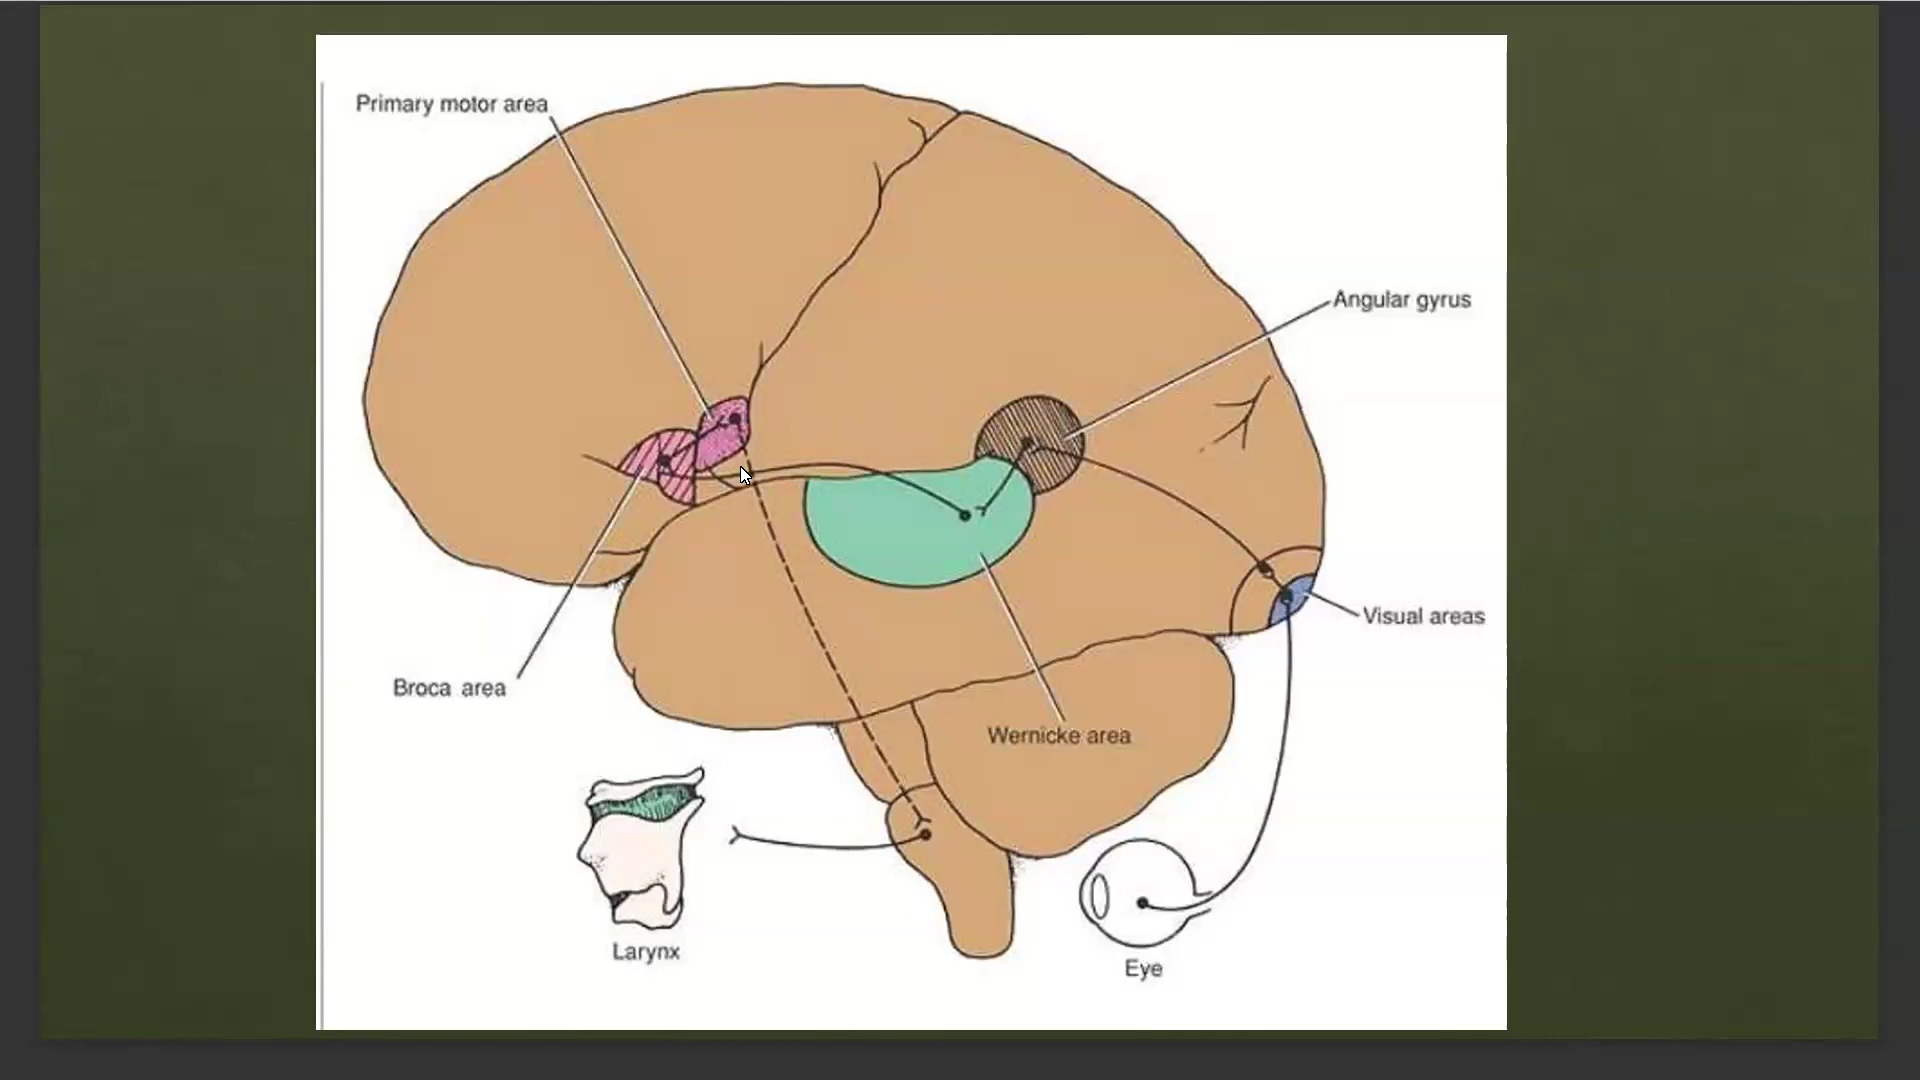 Primary motor area
Angular gyrus
Visual areas
Broca area
Wernicke area
Larynx
Eye